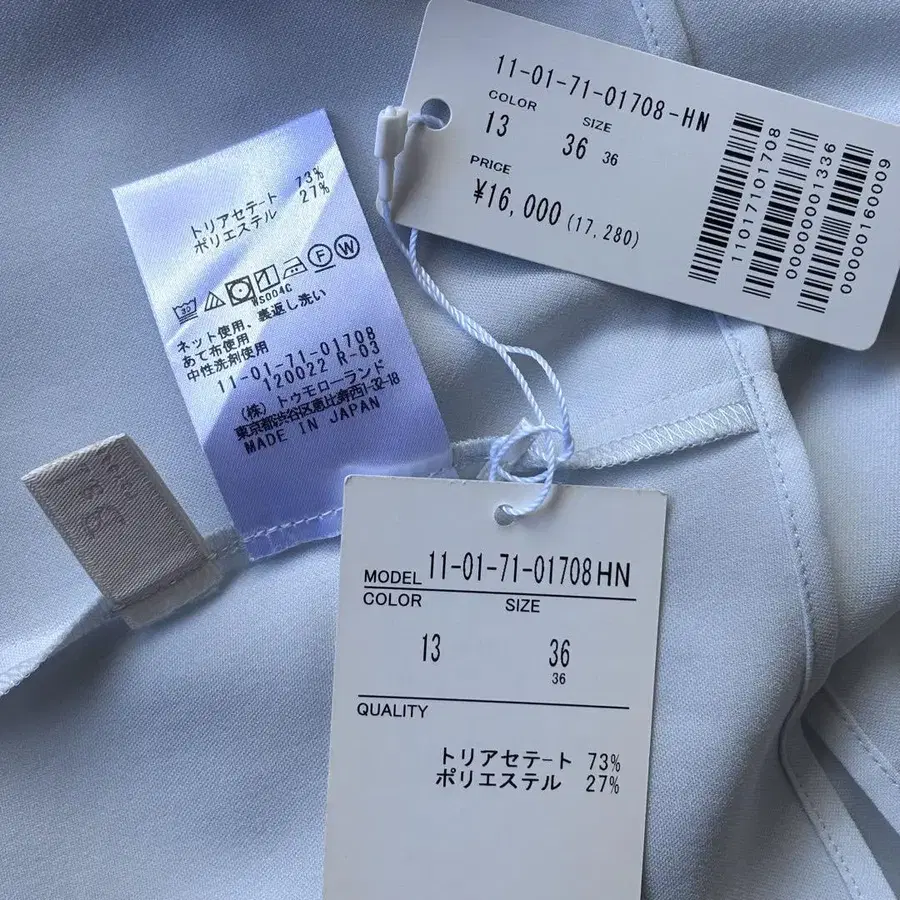 11-01-71-01708-HN
COLOR SIZE
13 36 36
PRICE
¥16,000 (17,280)
11017101708
0000000001336
0000160009
トリアセテート 73%
ポリエステル 27%
30 F W
WS004C
ネット使用、裏返し洗い
あて布使用
中性洗剤使用
11-01-71-01708
120022 R-03
(株) トゥモローランド
東京都渋谷区恵比寿西1-32-18
MADE IN JAPAN
MODEL 11-01-71-01708HN
COLOR SIZE
13 36
36
QUALITY
トリアセテート 73%
ポリエステル 27%